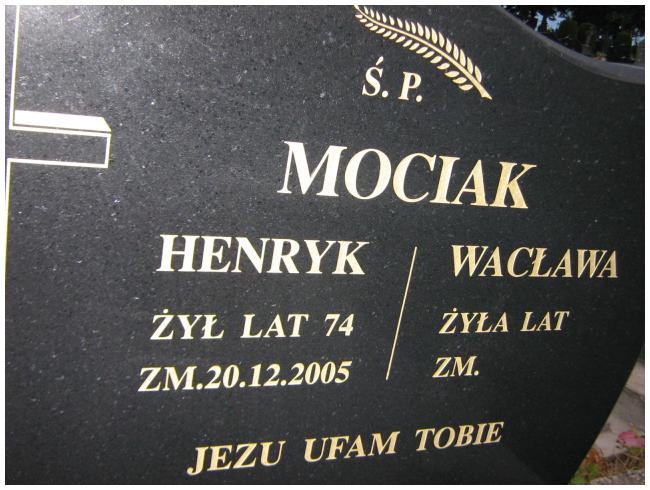 Ś. P.
MOCIAK
HENRYK
ŻYŁ LAT 74
ZM.20.12.2005
WACŁAWA
ŻYŁA LAT
ZM.
JEZU UFAM TOBIE